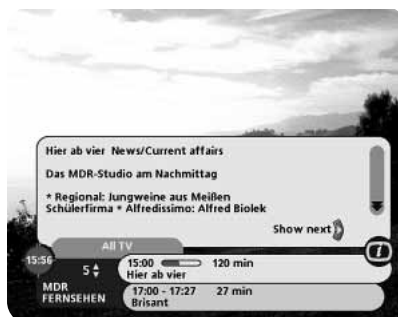 Hier ab vier News/Current affairs
Das MDR-Studio am Nachmittag
* Regional: Jungweine aus Meißen
Schülerfirma * Alfredissimo: Alfred Biolek
Show next
i
All TV
15:56
5
15:00 120 min
Hier ab vier
MDR
FERNSEHEN
17:00 - 17:27 27 min
Brisant